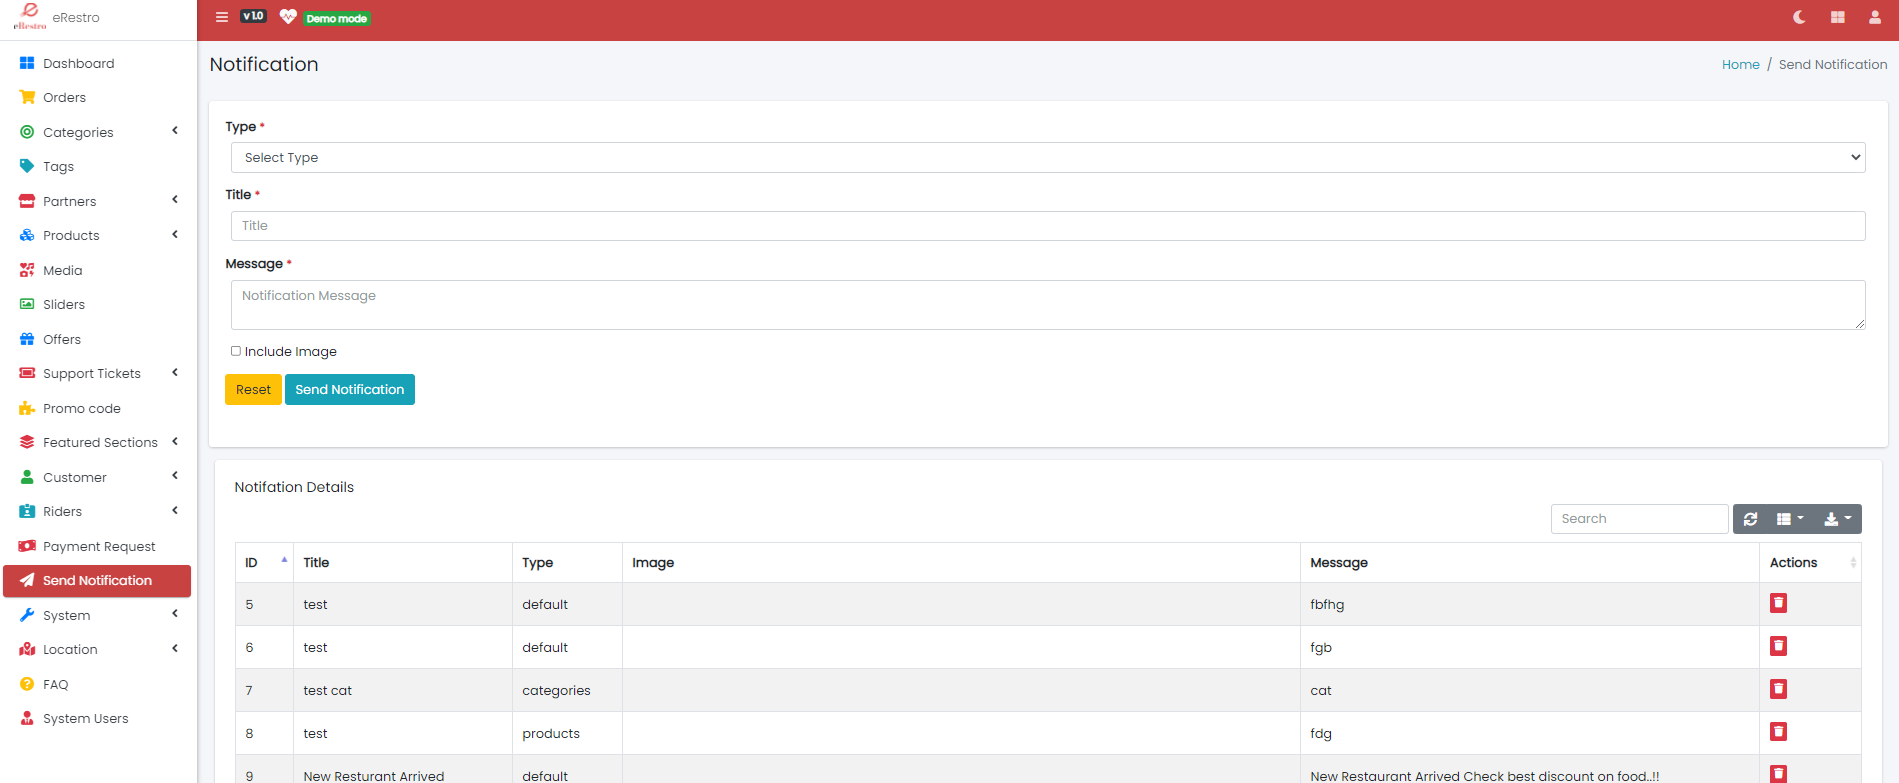 eRestro
eRestro
v 1.0
Demo mode
Dashboard
Orders
Categories
Tags
Partners
Products
Media
Sliders
Offers
Support Tickets
Promo code
Featured Sections
Customer
Riders
Payment Request
Send Notification
System
Location
FAQ
System Users
Notification
Home / Send Notification
Type *
Select Type
Title *
Title
Message *
Notification Message
Include Image
Reset Send Notification
Notifation Details
Search
ID Title Type Image Message Actions
5 test default fbfhg
6 test default fgb
7 test cat categories cat
8 test products fdg
9 New Resturant Arrived default New Restaurant Arrived Check best discount on food..!!